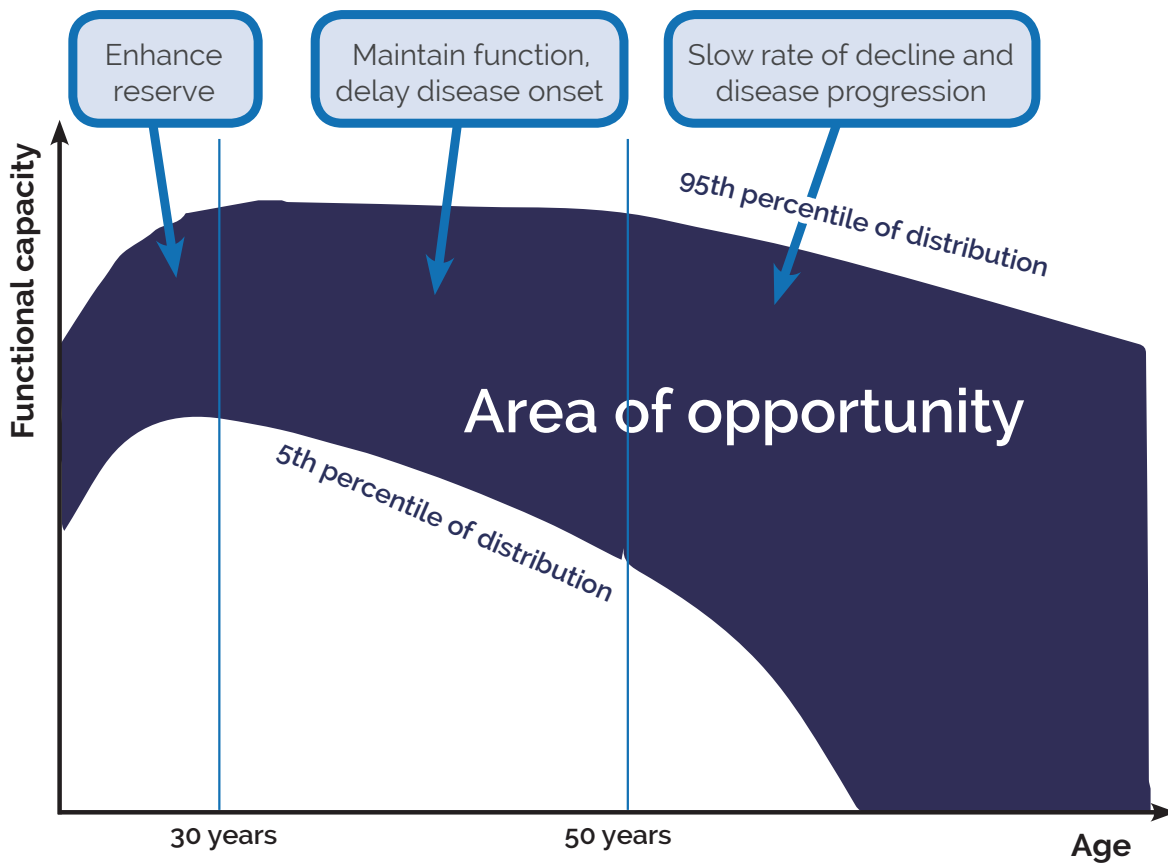 Enhance
reserve
Maintain function,
delay disease onset
Slow rate of decline and
disease progression
Functional capacity
95th percentile of distribution
Area of opportunity
5th percentile of distribution
30 years
50 years
Age